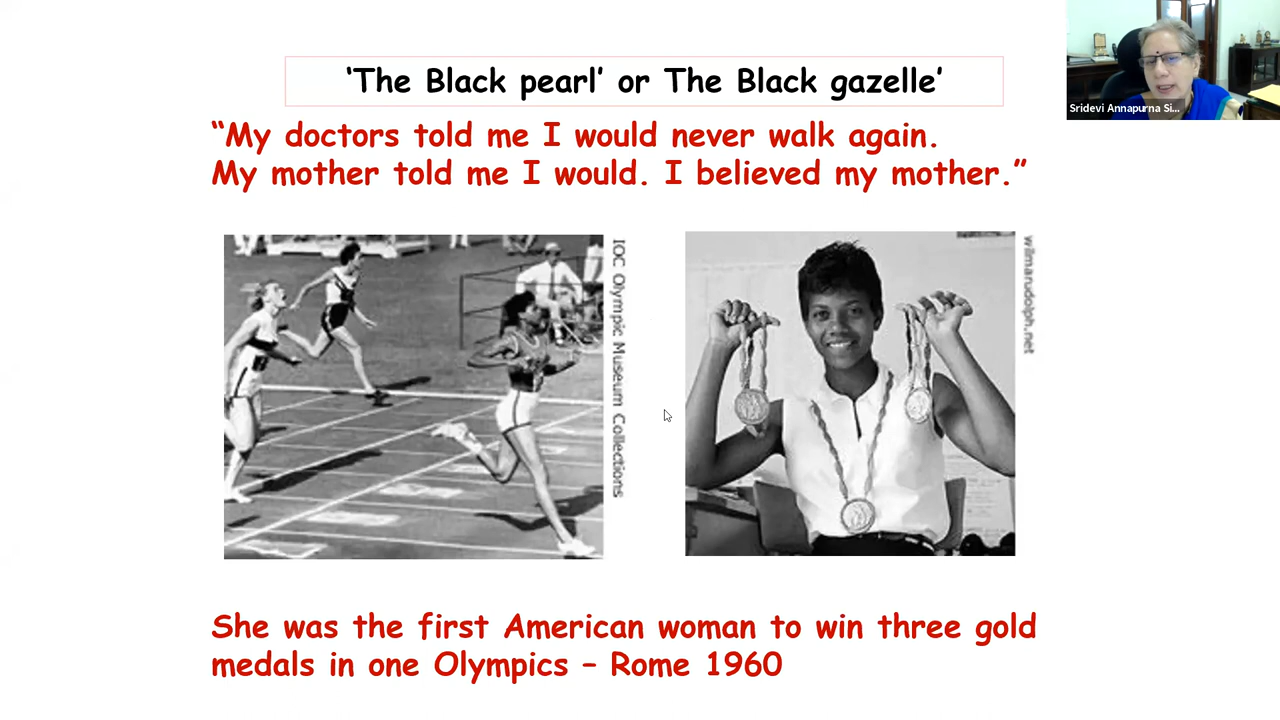 ‘The Black pearl’ or The Black gazelle’
Sridevi Annapurna Si...
“My doctors told me I would never walk again.
My mother told me I would. I believed my mother.”
IOC Olympic Museum Collections
wilmarudolph.net
She was the first American woman to win three gold
medals in one Olympics – Rome 1960